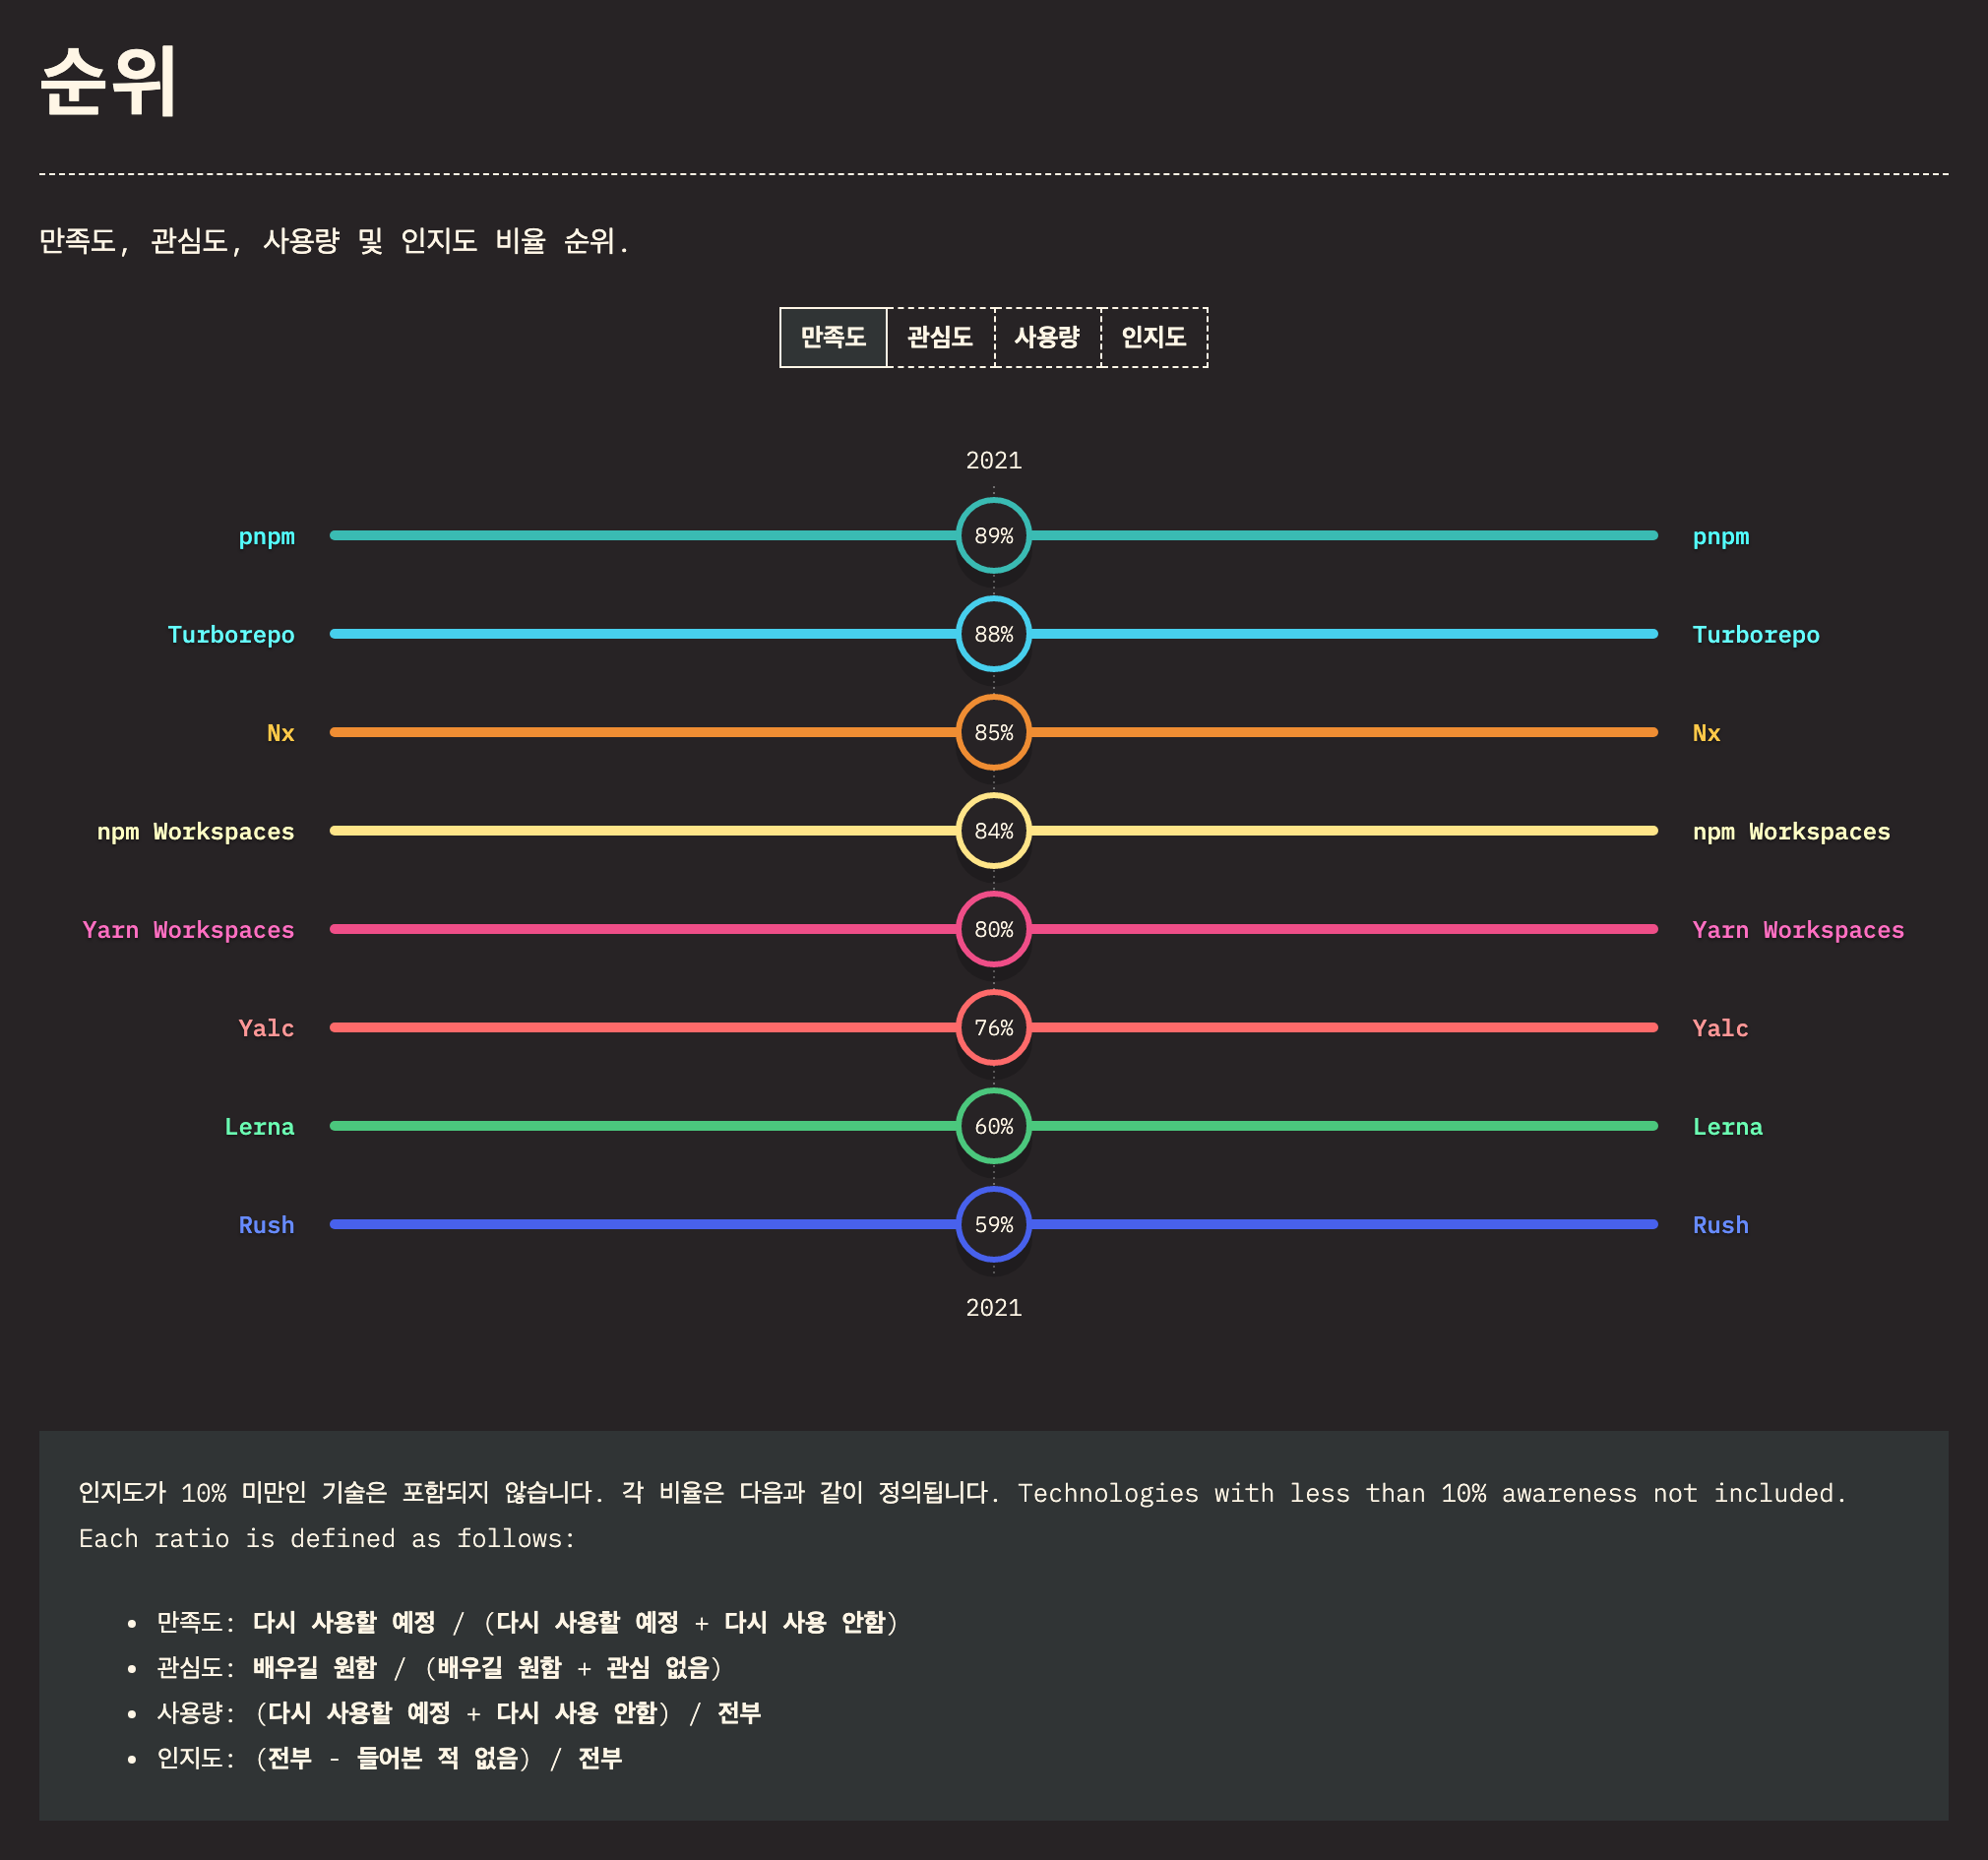 순위
만족도, 관심도, 사용량 및 인지도 비율 순위.
만족도 관심도 사용량 인지도
2021
pnpm 89% pnpm
Turborepo 88% Turborepo
Nx 85% Nx
npm Workspaces 84% npm Workspaces
Yarn Workspaces 80% Yarn Workspaces
Yalc 76% Yalc
Lerna 60% Lerna
Rush 59% Rush
2021
인지도가 10% 미만인 기술은 포함되지 않습니다. 각 비율은 다음과 같이 정의됩니다. Technologies with less than 10% awareness not included.
Each ratio is defined as follows:
• 만족도: 다시 사용할 예정 / (다시 사용할 예정 + 다시 사용 안함)
• 관심도: 배우길 원함 / (배우길 원함 + 관심 없음)
• 사용량: (다시 사용할 예정 + 다시 사용 안함) / 전부
• 인지도: (전부 - 들어본 적 없음) / 전부